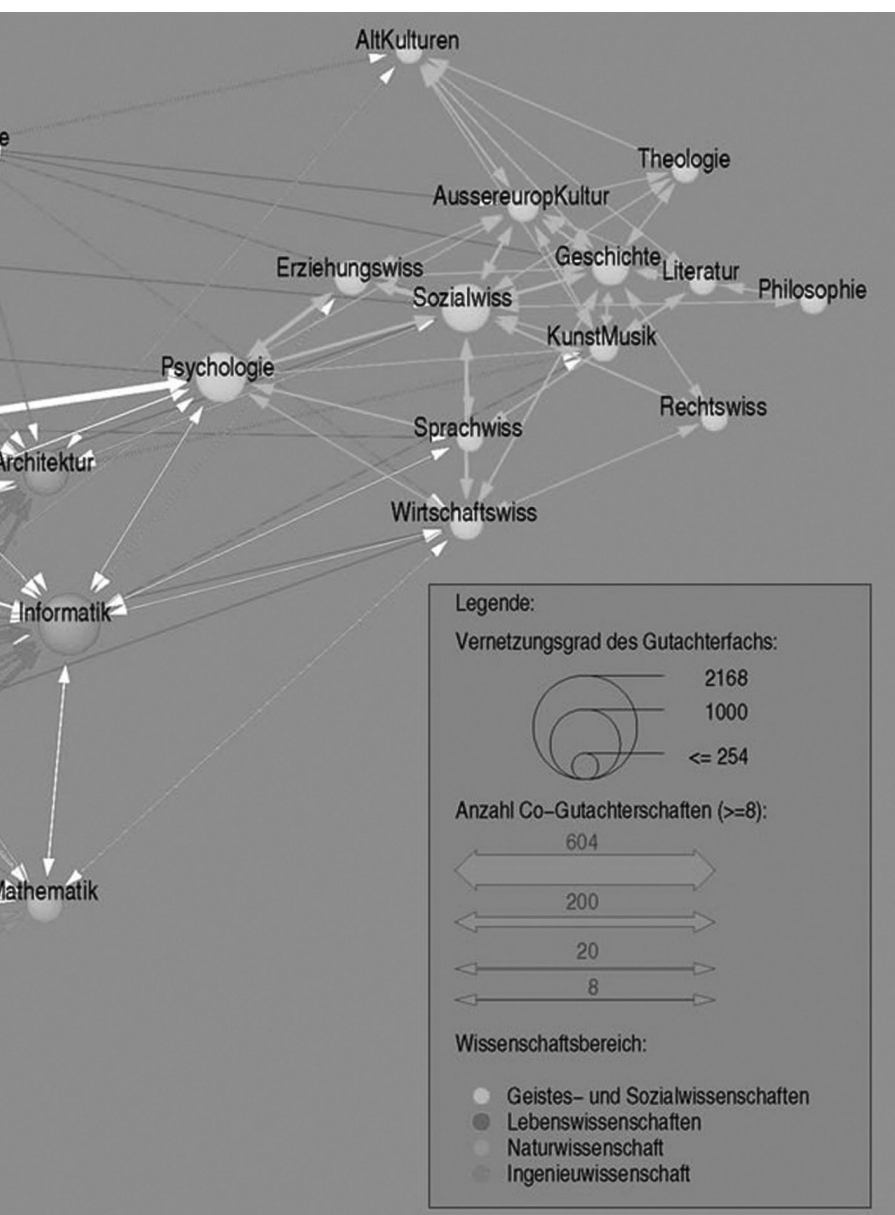 AltKulturen
e
Theologie
AussereuropKultur
Geschichte
Erziehungswiss
Literatur
Sozialwiss
Philosophie
KunstMusik
Psychologie
Rechtswiss
Sprachwiss
Architektur
Wirtschaftswiss
Informatik
Mathematik
Legende:
Vernetzungsgrad des Gutachterfachs:
2168
1000
<= 254
Anzahl Co–Gutachterschaften (>=8):
604
200
20
8
Wissenschaftsbereich:
Geistes– und Sozialwissenschaften
Lebenswissenschaften
Naturwissenschaft
Ingenieuwissenschaft